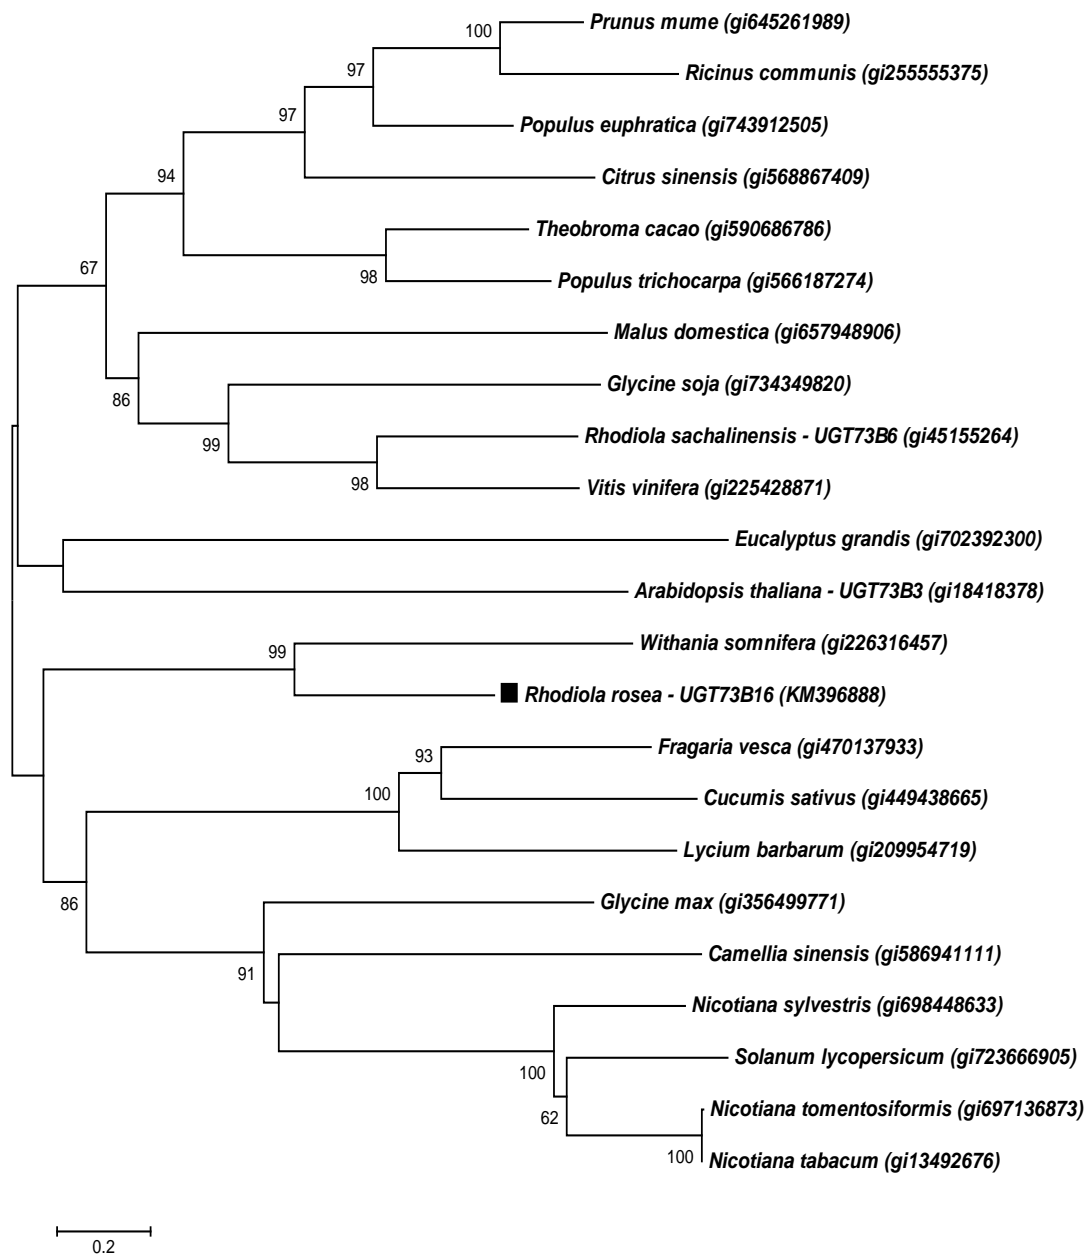 Prunus mume (gi645261989)
100
Ricinus communis (gi255555375)
97
Populus euphratica (gi743912505)
97
Citrus sinensis (gi568867409)
94
Theobroma cacao (gi590686786)
67
98
Populus trichocarpa (gi566187274)
Malus domestica (gi657948906)
86
Glycine soja (gi734349820)
99
Rhodiola sachalinensis - UGT73B6 (gi45155264)
98
Vitis vinifera (gi225428871)
Eucalyptus grandis (gi702392300)
Arabidopsis thaliana - UGT73B3 (gi18418378)
Withania somnifera (gi226316457)
99
Rhodiola rosea - UGT73B16 (KM396888)
Fragaria vesca (gi470137933)
93
Cucumis sativus (gi449438665)
100
Lycium barbarum (gi209954719)
86
Glycine max (gi356499771)
91
Camellia sinensis (gi586941111)
Nicotiana sylvestris (gi698448633)
100
Solanum lycopersicum (gi723666905)
62
Nicotiana tomentosiformis (gi697136873)
100
Nicotiana tabacum (gi13492676)
0.2